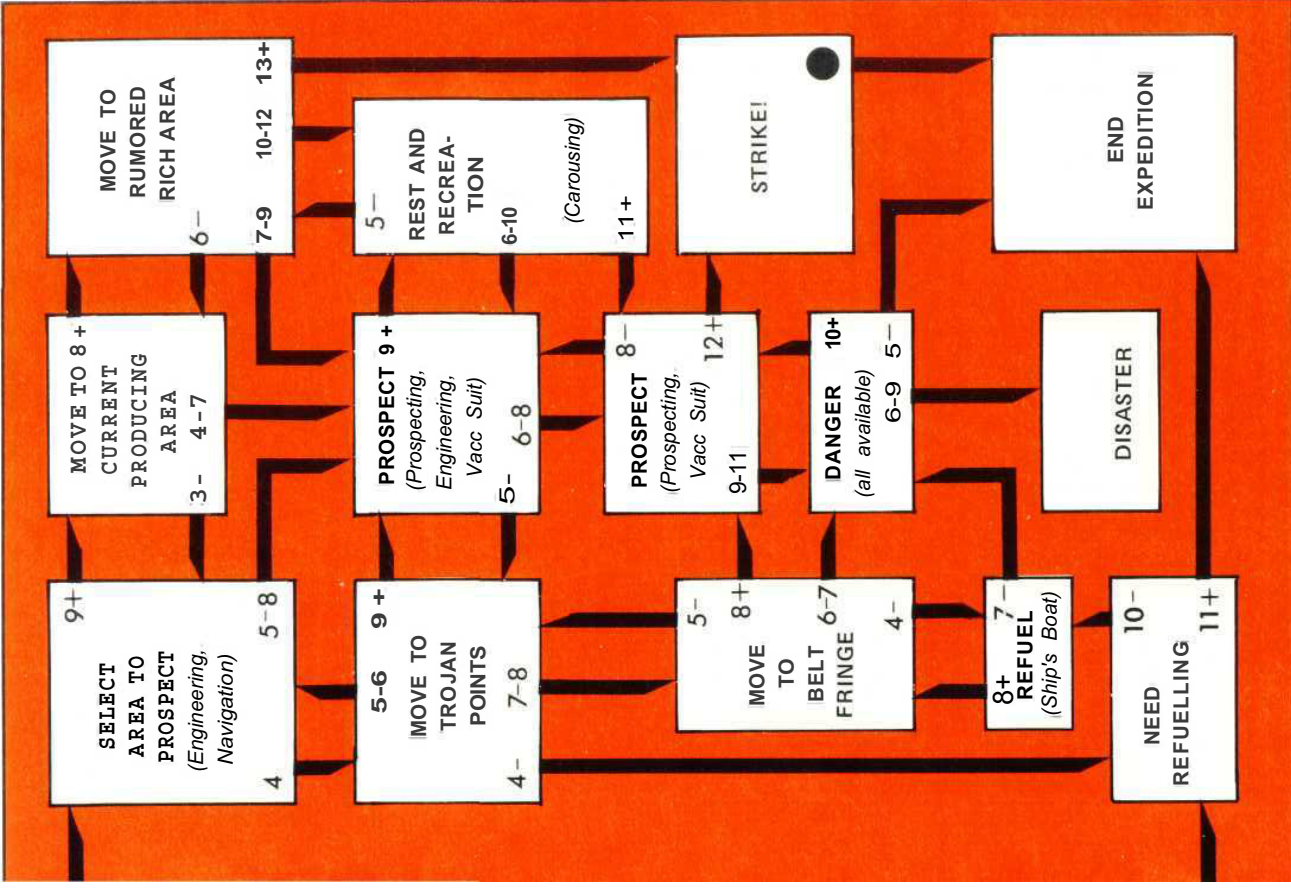 SELECT
AREA TO
PROSPECT
(Engineering,
Navigation)
9+
4
5-8
5-6
9+
MOVE TO
TROJAN
POINTS
4-
7-8
5-
8+
MOVE
TO
BELT
6-7
FRINGE
4-
8+
7-
REFUEL
(Ship's Boat)
10-
NEED
REFUELLING
11+
MOVE TO 8+
CURRENT
PRODUCING
AREA
3- 4-7
PROSPECT 9+
(Prospecting,
Engineering,
Vacc Suit)
5-
6-8
8-
PROSPECT
(Prospecting,
Vacc Suit)
9-11
12+
DANGER 10+
(all available)
6-9 5-
DISASTER
MOVE TO
RUMORED
RICH AREA
6-
7-9 10-12 13+
5-
REST AND
RECREA-
TION
6-10
(Carousing)
11+
STRIKE!
END
EXPEDITION